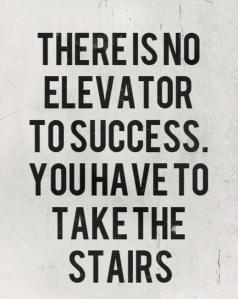 THERE IS NO
ELEVATOR
TO SUCCESS.
YOU HAVE TO
TAKE THE
STAIRS